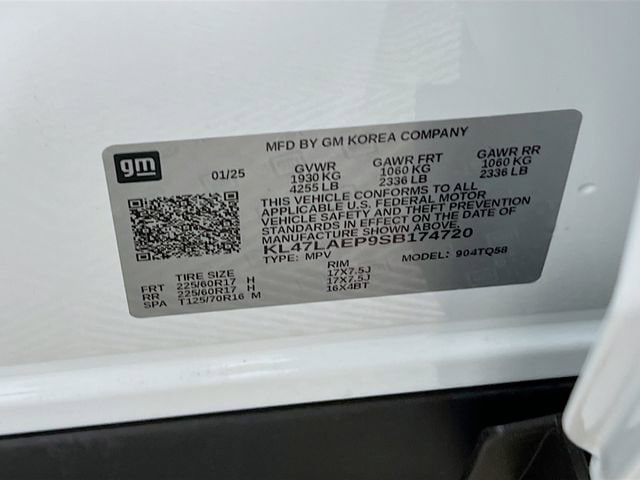 MFD BY GM KOREA COMPANY
gm
01/25
GVWR GAWR FRT GAWR RR
1930 KG 1060 KG 1060 KG
4255 LB 2336 LB 2336 LB
THIS VEHICLE CONFORMS TO ALL
APPLICABLE U.S. FEDERAL MOTOR
VEHICLE SAFETY AND THEFT PREVENTION
STANDARDS IN EFFECT ON THE DATE OF
MANUFACTURE SHOWN ABOVE.
KL47LAEP9SB174720
TYPE: MPV MODEL: 904TQ58
TIRE SIZE RIM
FRT 225/60R17 H 17X7.5J
RR 225/60R17 H 17X7.5J
SPA T125/70R16 M 16X4BT